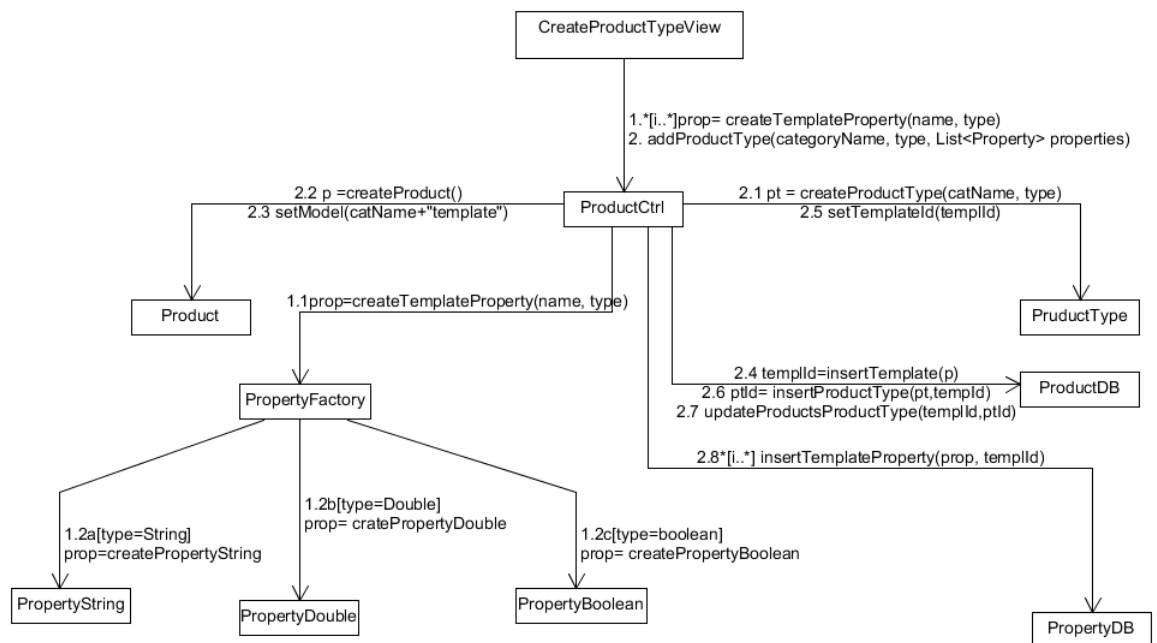 CreateProductTypeView
1.*[i..*]prop= createTemplateProperty(name, type)
2. addProductType(categoryName, type, List<Property> properties)
2.2 p =createProduct()
2.3 setModel(catName+"template")
ProductCtrl
2.1 pt = createProductType(catName, type)
2.5 setTemplateId(templId)
Product
1.1prop=createTemplateProperty(name, type)
PruductType
PropertyFactory
2.4 templId=insertTemplate(p)
2.6 ptId= insertProductType(pt,tempId)
2.7 updateProductsProductType(templId,ptId)
ProductDB
2.8*[i..*] insertTemplateProperty(prop, templId)
1.2a[type=String]
prop=createPropertyString
1.2b[type=Double]
prop= cratePropertyDouble
1.2c[type=boolean]
prop= createPropertyBoolean
PropertyString
PropertyDouble
PropertyBoolean
PropertyDB